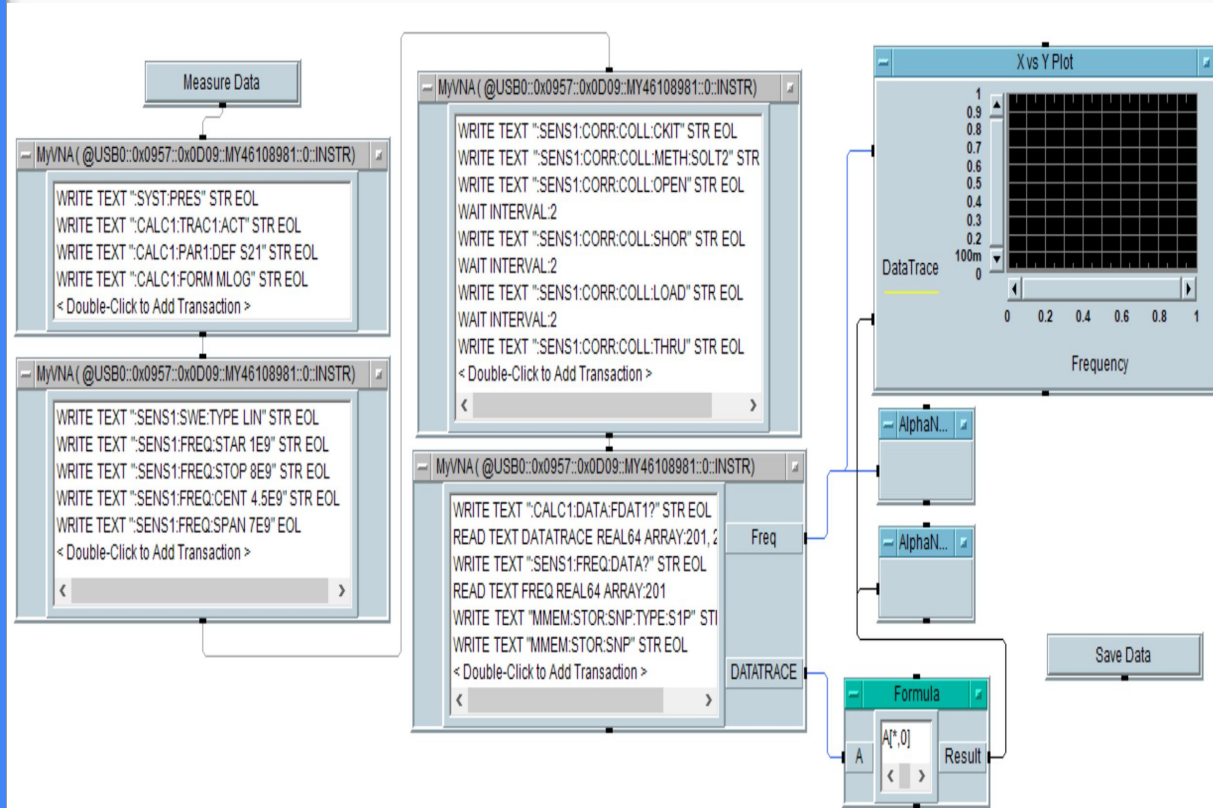 Measure Data
MyVNA ( @USB0::0x0957::0x0D09::MY46108981::0::INSTR)
WRITE TEXT ":SYST:PRES" STR EOL
WRITE TEXT ":CALC1:TRAC1:ACT" STR EOL
WRITE TEXT ":CALC1:PAR1:DEF S21" STR EOL
WRITE TEXT ":CALC1:FORM MLOG" STR EOL
< Double-Click to Add Transaction >
MyVNA ( @USB0::0x0957::0x0D09::MY46108981::0::INSTR)
WRITE TEXT ":SENS1:SWE:TYPE LIN" STR EOL
WRITE TEXT ":SENS1:FREQ:STAR 1E9" STR EOL
WRITE TEXT ":SENS1:FREQ:STOP 8E9" STR EOL
WRITE TEXT ":SENS1:FREQ:CENT 4.5E9" STR EOL
WRITE TEXT ":SENS1:FREQ:SPAN 7E9" EOL
< Double-Click to Add Transaction >
MyVNA ( @USB0::0x0957::0x0D09::MY46108981::0::INSTR)
WRITE TEXT ":SENS1:CORR:COLL:CKIT" STR EOL
WRITE TEXT ":SENS1:CORR:COLL:METH:SOLT2" STR
WRITE TEXT ":SENS1:CORR:COLL:OPEN" STR EOL
WAIT INTERVAL:2
WRITE TEXT ":SENS1:CORR:COLL:SHOR" STR EOL
WAIT INTERVAL:2
WRITE TEXT ":SENS1:CORR:COLL:LOAD" STR EOL
WAIT INTERVAL:2
WRITE TEXT ":SENS1:CORR:COLL:THRU" STR EOL
< Double-Click to Add Transaction >
MyVNA ( @USB0::0x0957::0x0D09::MY46108981::0::INSTR)
WRITE TEXT ":CALC1:DATA:FDAT1?" STR EOL
READ TEXT DATATRACE REAL64 ARRAY:201, 2
WRITE TEXT ":SENS1:FREQ:DATA?" STR EOL
READ TEXT FREQ REAL64 ARRAY:201
WRITE TEXT "MMEM:STOR:SNP:TYPE:S1P" STI
WRITE TEXT "MMEM:STOR:SNP" STR EOL
< Double-Click to Add Transaction >
Freq
DATATRACE
X vs Y Plot
1
0.9
0.8
0.7
0.6
0.5
0.4
0.3
0.2
100m
0
DataTrace
0 0.2 0.4 0.6 0.8 1
Frequency
AlphaN...
AlphaN...
Save Data
Formula
A
A[*,0]
Result